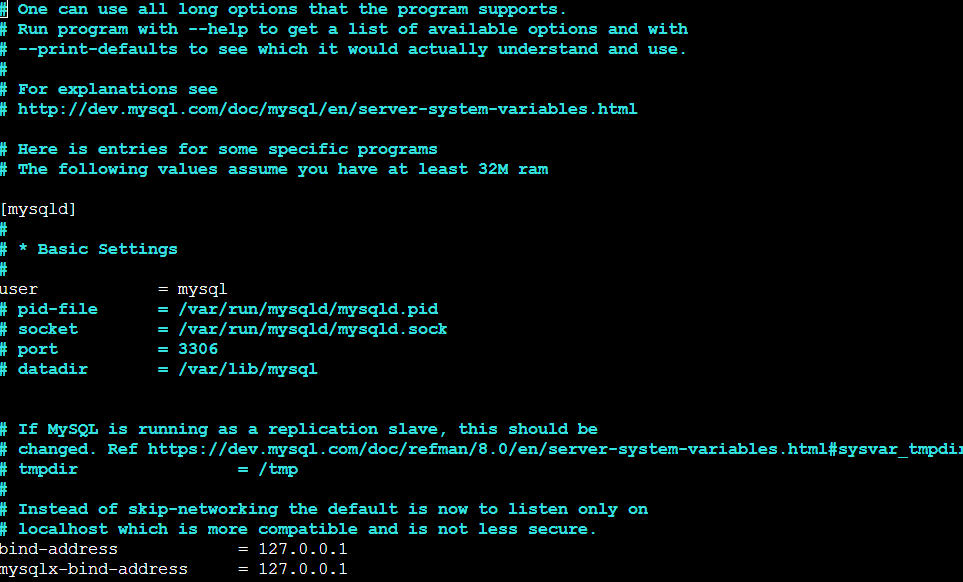 # One can use all long options that the program supports.
# Run program with --help to get a list of available options and with
# --print-defaults to see which it would actually understand and use.
#
# For explanations see
# http://dev.mysql.com/doc/mysql/en/server-system-variables.html
# Here is entries for some specific programs
# The following values assume you have at least 32M ram
[mysqld]
#
# * Basic Settings
#
user = mysql
# pid-file = /var/run/mysqld/mysqld.pid
# socket = /var/run/mysqld/mysqld.sock
# port = 3306
# datadir = /var/lib/mysql
# If MySQL is running as a replication slave, this should be
# changed. Ref https://dev.mysql.com/doc/refman/8.0/en/server-system-variables.html#sysvar_tmpdir
# tmpdir = /tmp
#
# Instead of skip-networking the default is now to listen only on
# localhost which is more compatible and is not less secure.
bind-address = 127.0.0.1
mysqlx-bind-address = 127.0.0.1